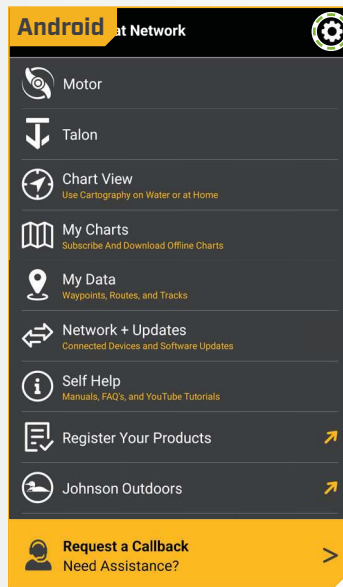 Android
at Network
Motor
Talon
Chart View
Use Cartography on Water or at Home
My Charts
Subscribe And Download Offline Charts
My Data
Waypoints, Routes, and Tracks
Network + Updates
Connected Devices and Software Updates
Self Help
Manuals, FAQ's, and YouTube Tutorials
Register Your Products
Johnson Outdoors
Request a Callback
Need Assistance?